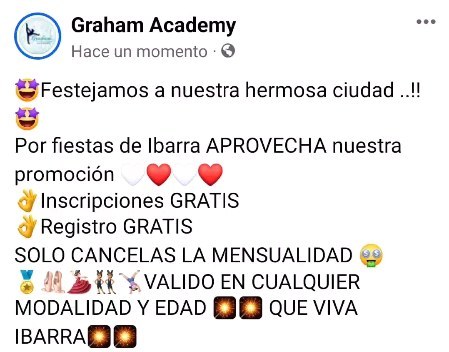 Graham Academy
Hace un momento ·
🤩Festejamos a nuestra hermosa ciudad ..!!
🤩
Por fiestas de Ibarra APROVECHA nuestra
promoción 🤍❤️🤍❤️
👌Inscripciones GRATIS
👌Registro GRATIS
SOLO CANCELAS LA MENSUALIDAD 🤑
🏅🩰💃👯🤸VALIDO EN CUALQUIER
MODALIDAD Y EDAD 💥💥 QUE VIVA
IBARRA💥💥